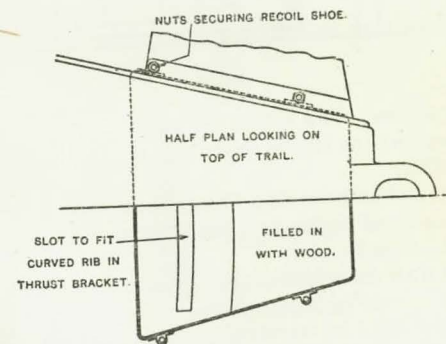 NUTS SECURING RECOIL SHOE.
HALF PLAN LOOKING ON
TOP OF TRAIL.
SLOT TO FIT
CURVED RIB IN
THRUST BRACKET.
FILLED IN
WITH WOOD.